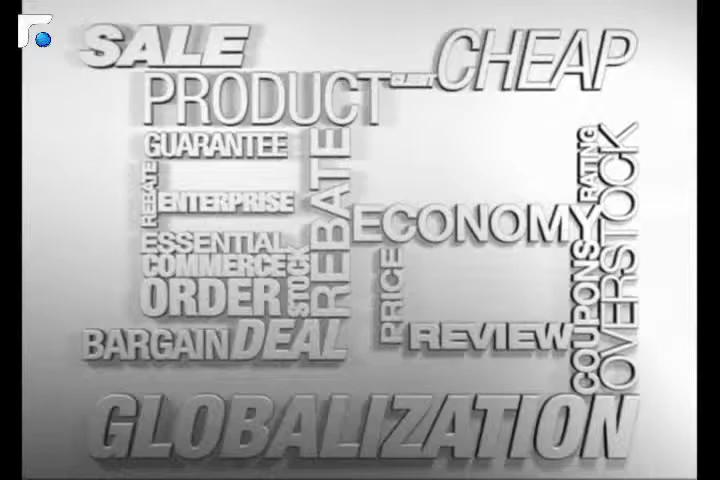 SALE
CHEAP
PRODUCT
CLIENT
GUARANTEE
REBATE
RATING
REBATE
ENTERPRISE
ECONOMY
OVERSTOCK
ESSENTIAL
COMMERCE
STOCK
PRICE
COUPONS
ORDER
BARGAIN
DEAL
REVIEW
GLOBALIZATION